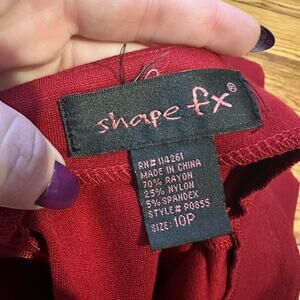 shape fx®
RN# 114261
MADE IN CHINA
70% RAYON
25% NYLON
5% SPANDEX
STYLE# P0855
SIZE: 10P